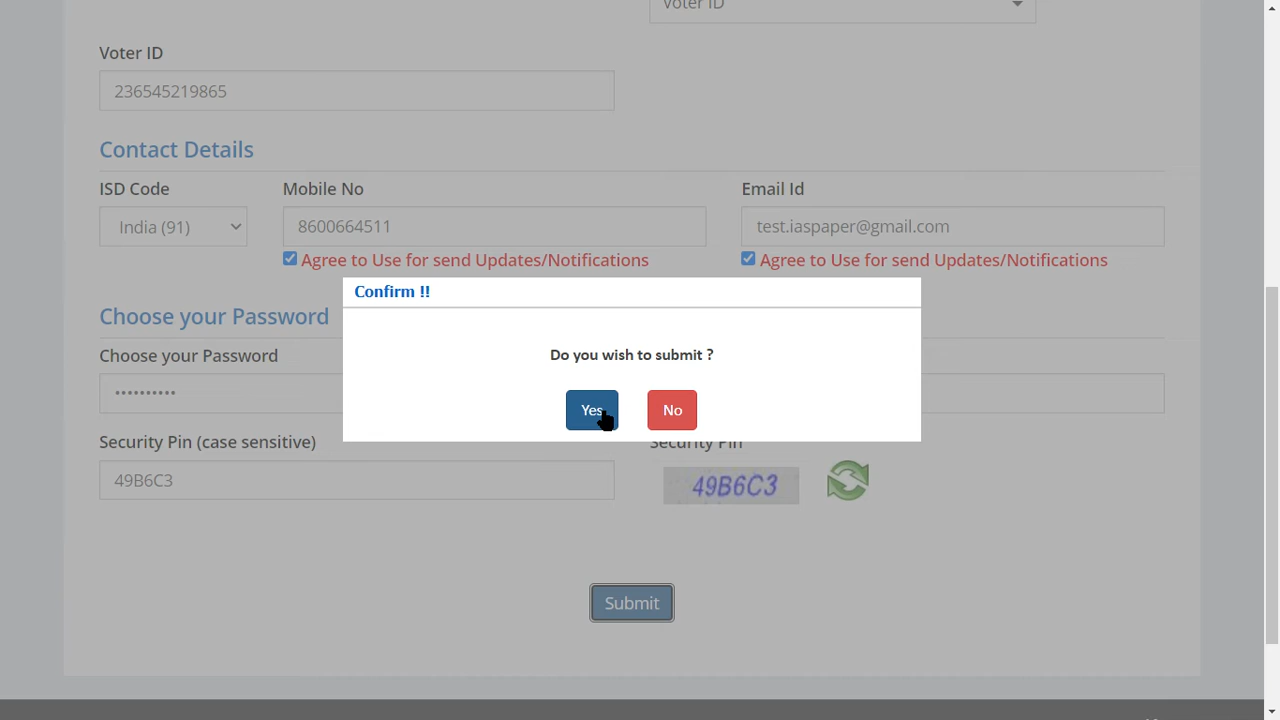 Voter ID
Voter ID
236545219865
Contact Details
ISD Code
Mobile No
Email Id
India (91)
8600664511
test.iaspaper@gmail.com
Agree to Use for send Updates/Notifications
Agree to Use for send Updates/Notifications
Confirm !!
Choose your Password
Choose your Password
Do you wish to submit ?
••••••••••
Yes
No
Security Pin (case sensitive)
Security Pin
49B6C3
49B6C3
Submit